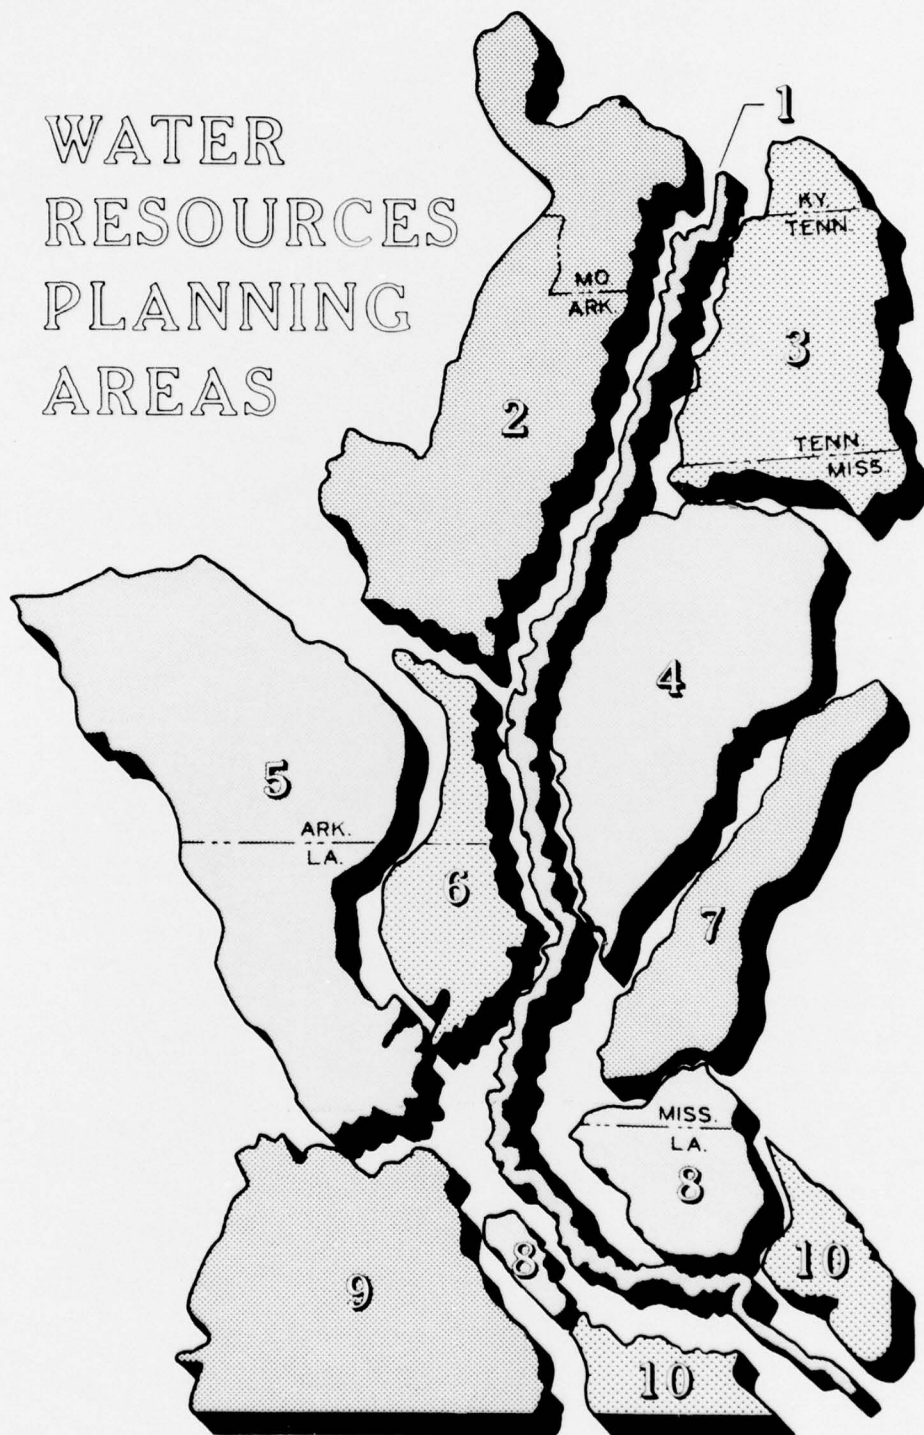 WATER
RESOURCES
PLANNING
AREAS
1
KY.
TENN
MO
ARK.
3
2
TENN
MISS.
4
5
ARK.
LA.
6
7
MISS.
LA.
8
8
10
9
10